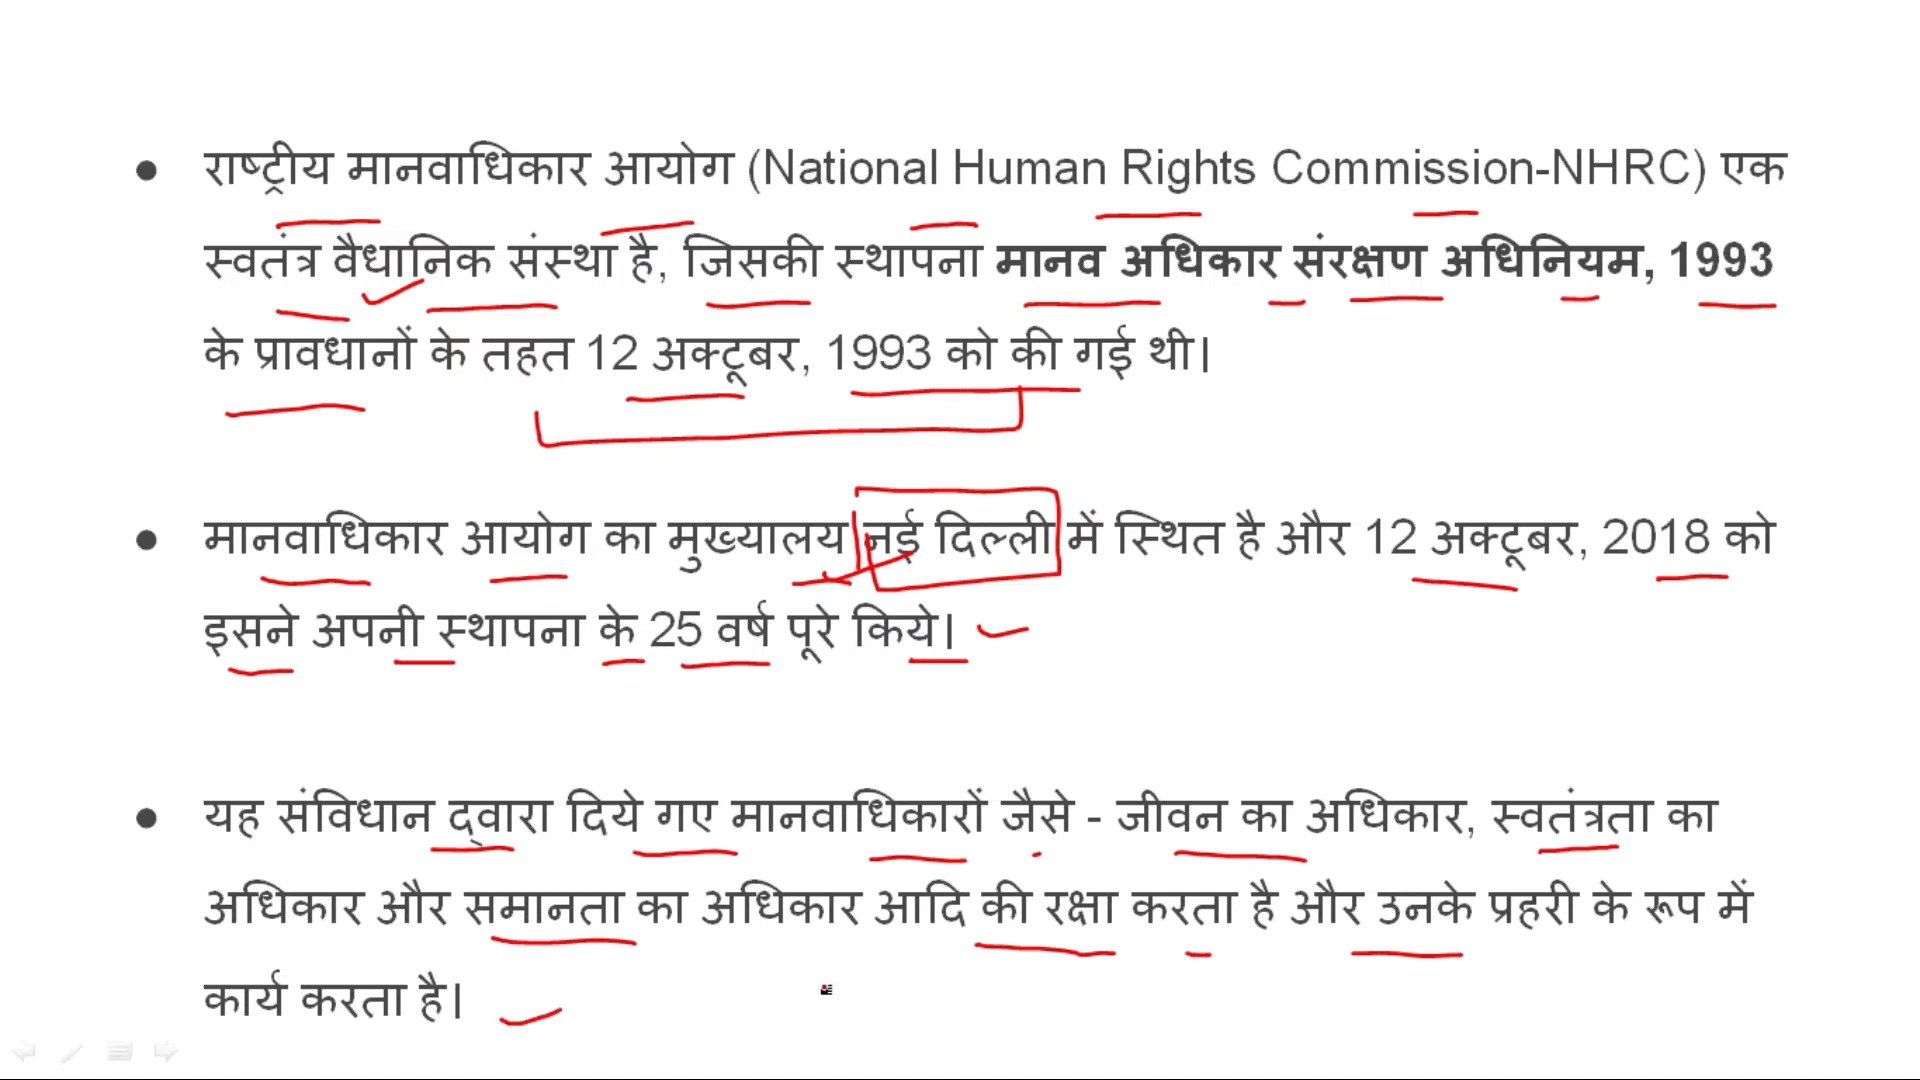 ● राष्ट्रीय मानवाधिकार आयोग (National Human Rights Commission-NHRC) एक
स्वतंत्र वैधानिक संस्था है, जिसकी स्थापना मानव अधिकार संरक्षण अधिनियम, 1993
के प्रावधानों के तहत 12 अक्टूबर, 1993 को की गई थी।
● मानवाधिकार आयोग का मुख्यालय नई दिल्ली में स्थित है और 12 अक्टूबर, 2018 को
इसने अपनी स्थापना के 25 वर्ष पूरे किये।
● यह संविधान द्वारा दिये गए मानवाधिकारों जैसे - जीवन का अधिकार, स्वतंत्रता का
अधिकार और समानता का अधिकार आदि की रक्षा करता है और उनके प्रहरी के रूप में
कार्य करता है।